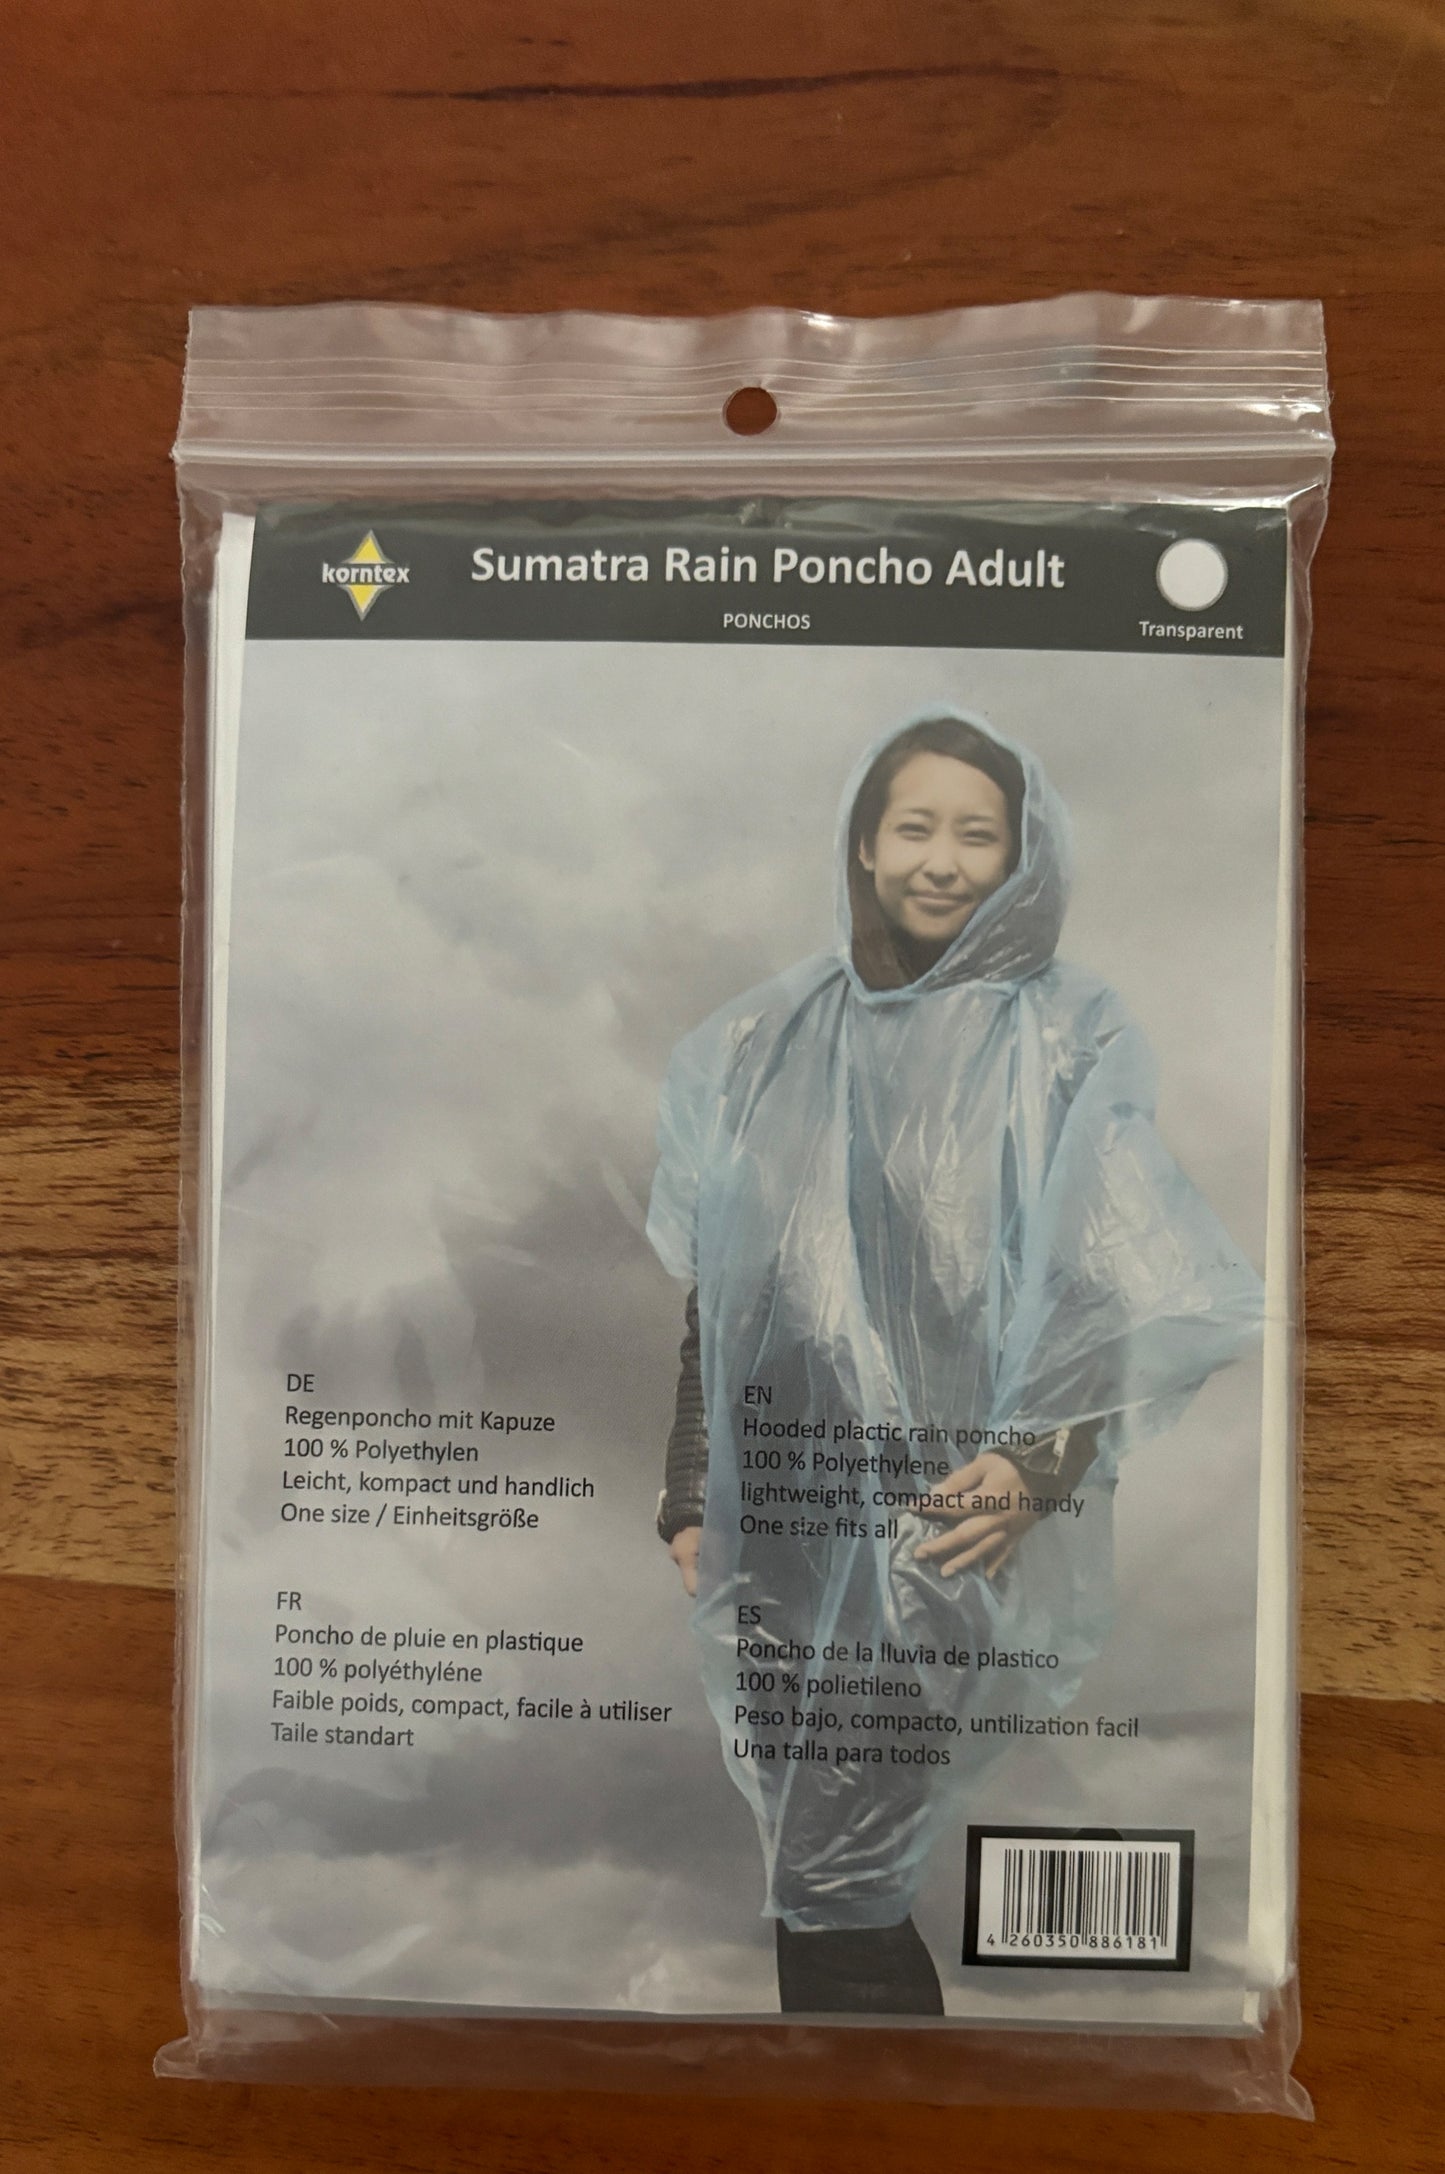 korntex
Sumatra Rain Poncho Adult
PONCHOS
Transparent
DE
Regenponcho mit Kapuze
100 % Polyethylen
Leicht, kompact und handlich
One size / Einheitsgröße
EN
Hooded plactic rain poncho
100 % Polyethylene
lightweight, compact and handy
One size fits all
FR
Poncho de pluie en plastique
100 % polyéthyléne
Faible poids, compact, facile à utiliser
Taile standart
ES
Poncho de la lluvia de plastico
100 % polietileno
Peso bajo, compacto, untilization facil
Una talla para todos
4 260350 886181